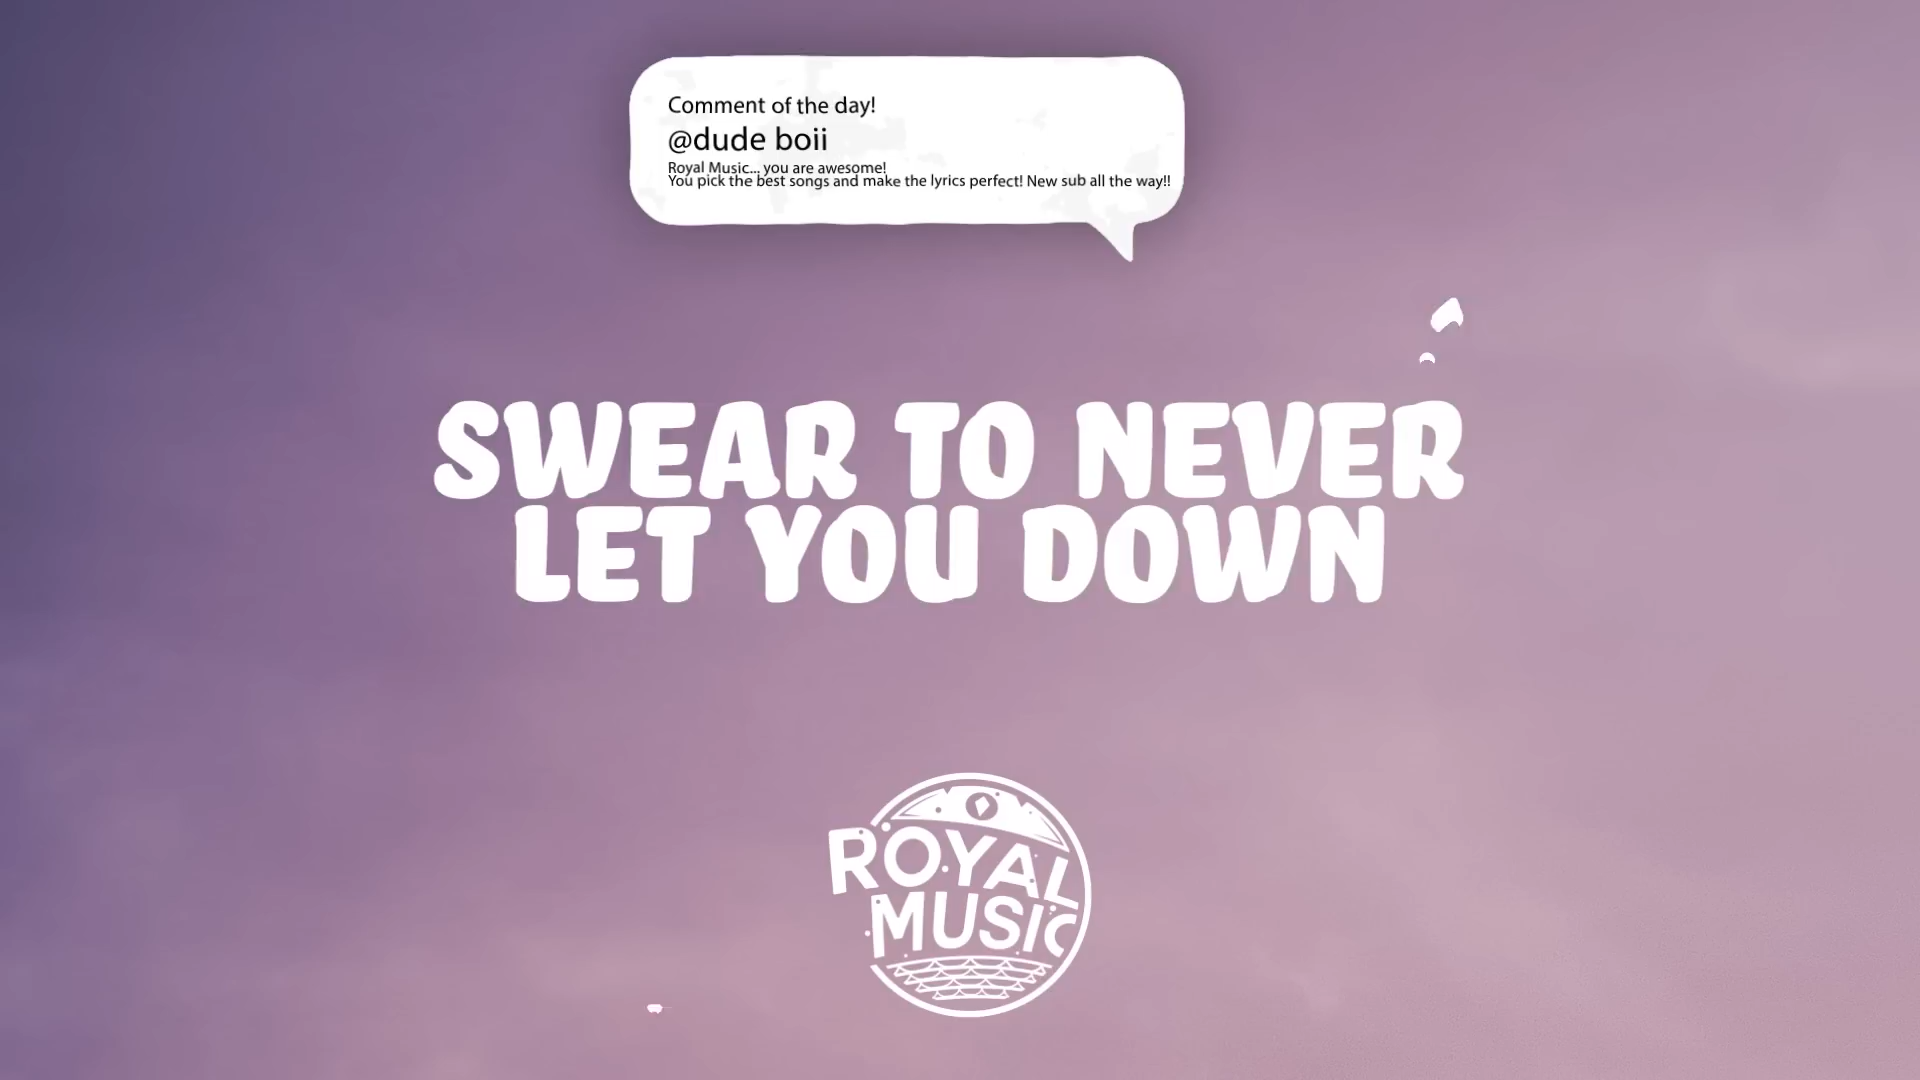 Comment of the day!
@dude boii
Royal Music... you are awesome!
You pick the best songs and make the lyrics perfect! New sub all the way!!
SWEAR TO NEVER
LET YOU DOWN
ROYAL
MUSIC